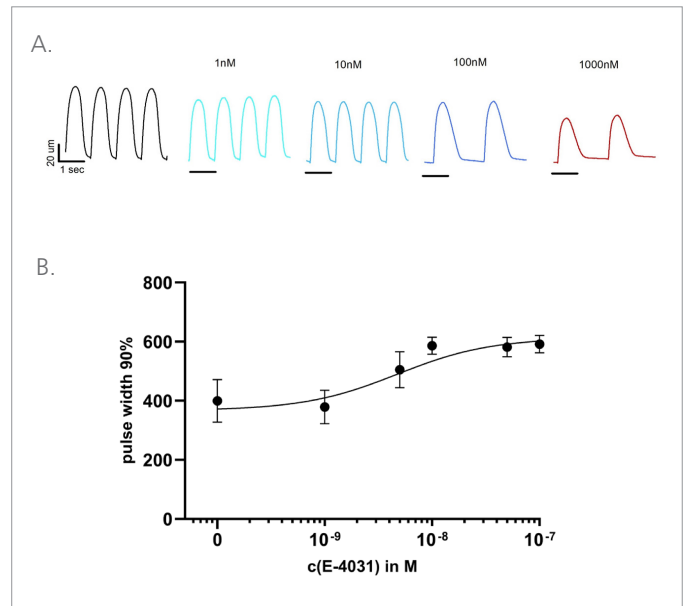 A.
1nM
10nM
100nM
1000nM
20 um
1 sec
B.
pulse width 90%
800
600
400
200
0
0
10-9
10-8
10-7
c(E-4031) in M